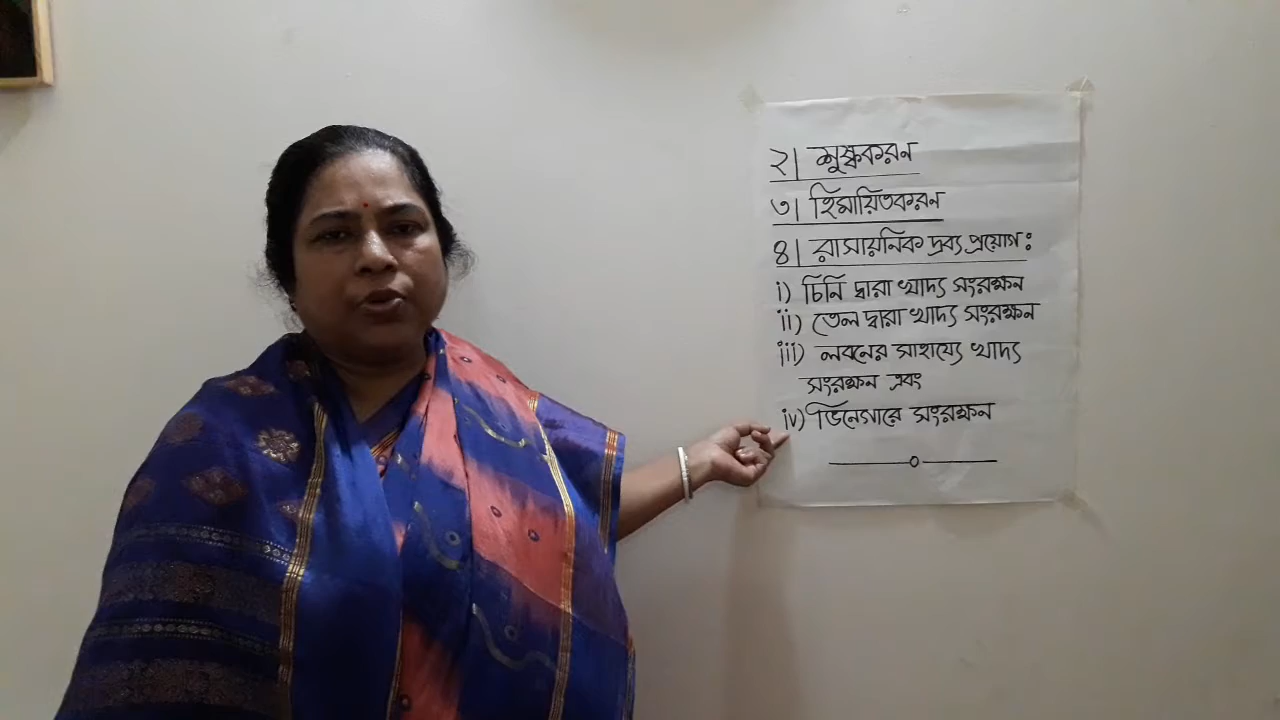 ২। শুষ্ককরন
৩। হিমায়িতকরন
৪। রাসায়নিক দ্রব্য প্রয়োগঃ
i) চিনি দ্বারা খাদ্য সংরক্ষন
ii) তেল দ্বারা খাদ্য সংরক্ষন
iii) লবনের সাহায্যে খাদ্য
সংরক্ষন এবং
iv) ভিনেগারে সংরক্ষন